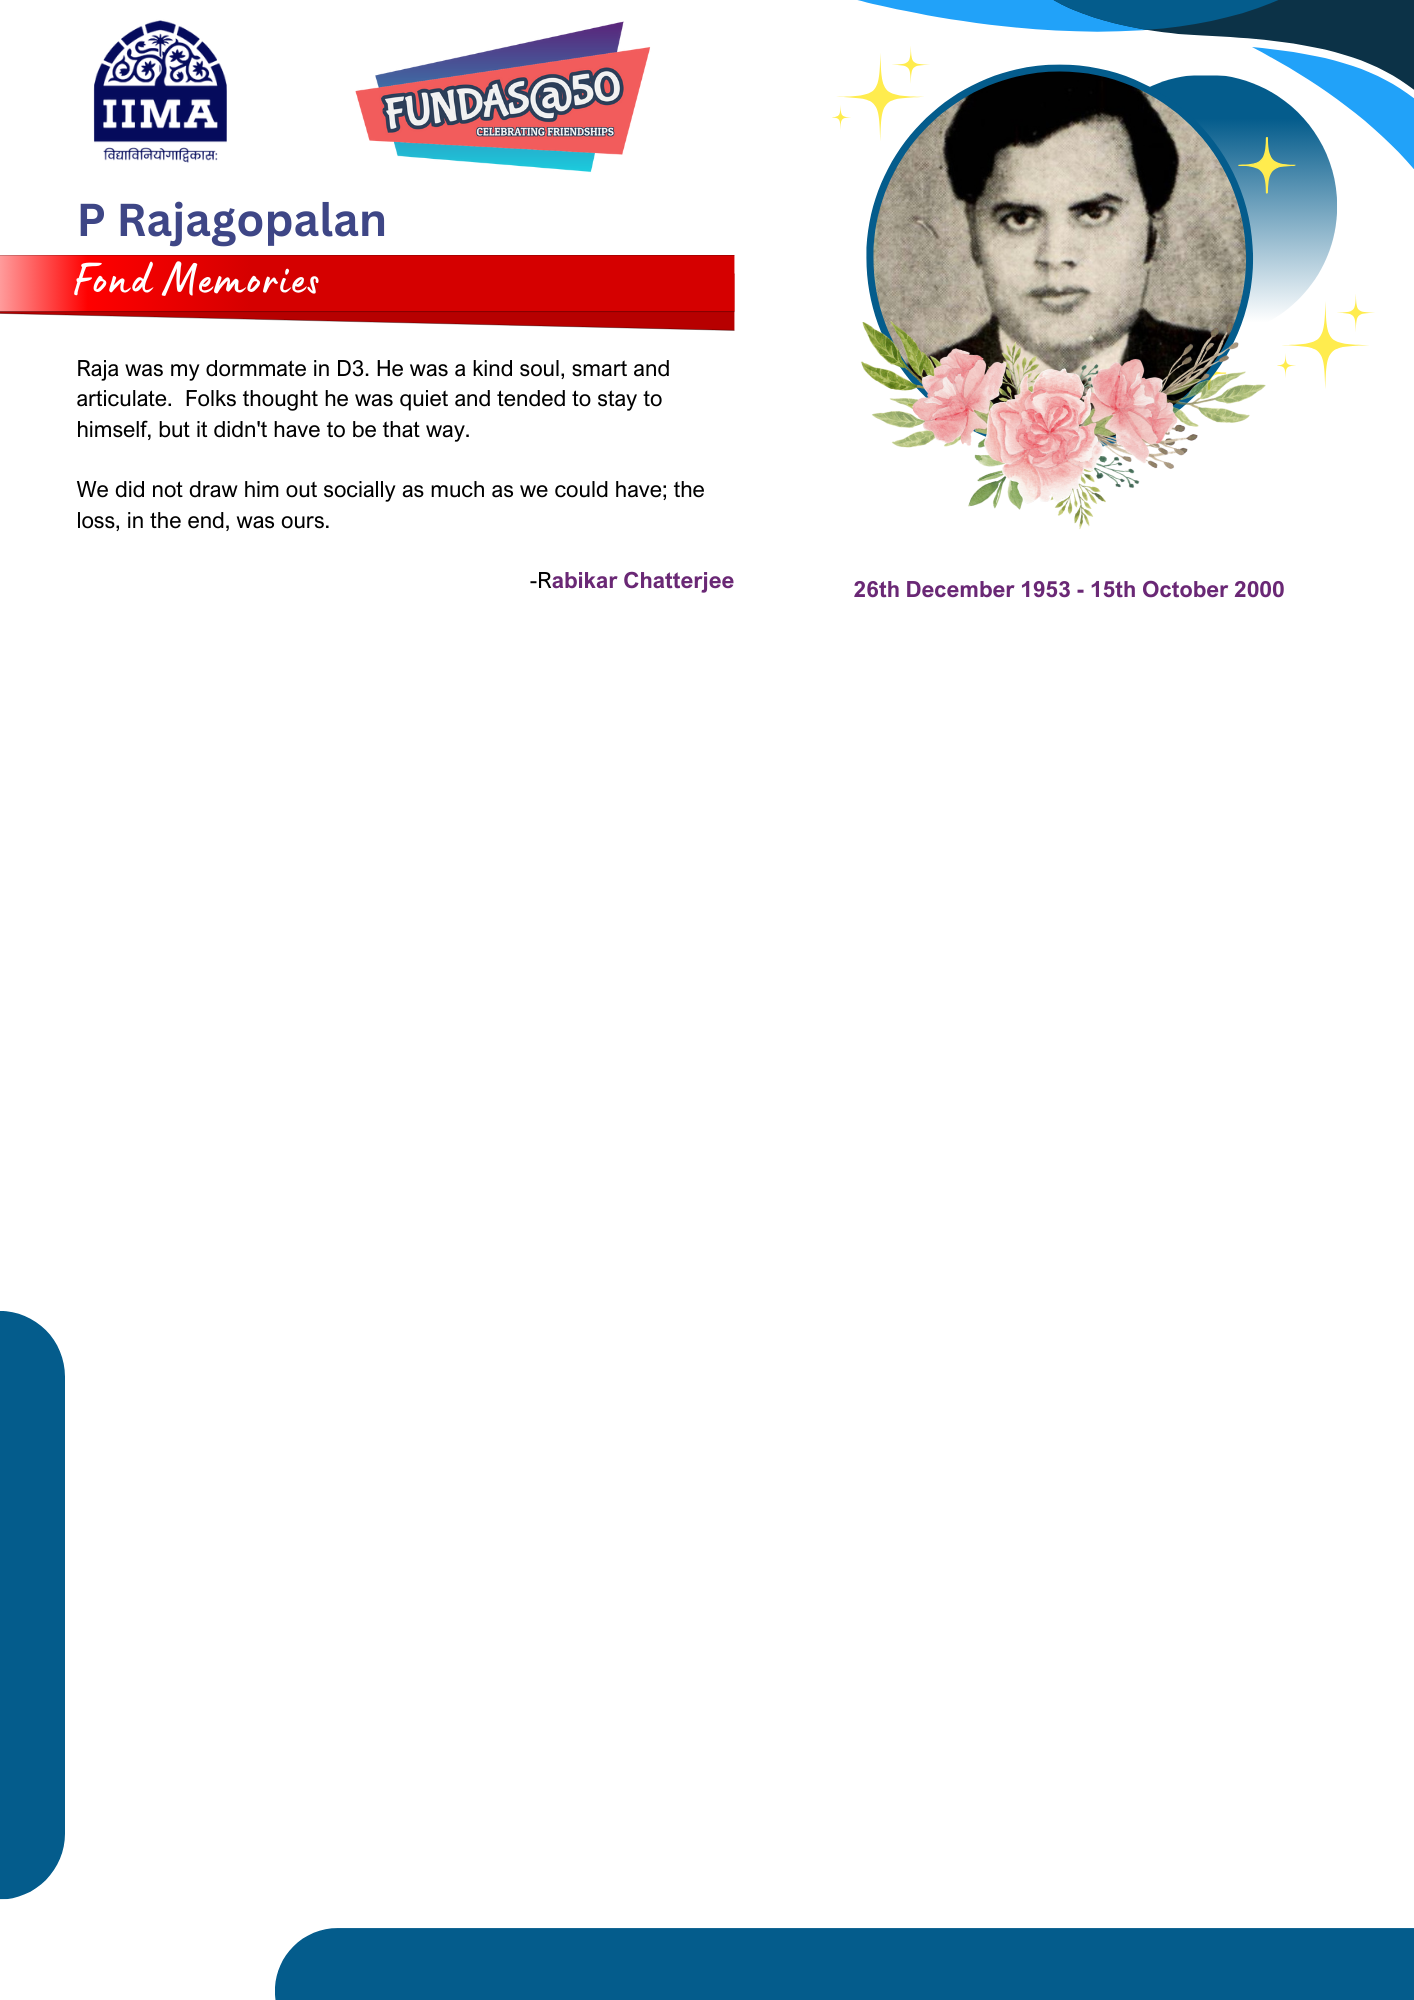 IIMA
विद्याविनियोगाद्विकास:
FUNDAS@50
CELEBRATING FRIENDSHIPS
P Rajagopalan
Fond Memories
Raja was my dormmate in D3. He was a kind soul, smart and
articulate.  Folks thought he was quiet and tended to stay to
himself, but it didn't have to be that way.
We did not draw him out socially as much as we could have; the
loss, in the end, was ours.
-Rabikar Chatterjee
26th December 1953 - 15th October 2000